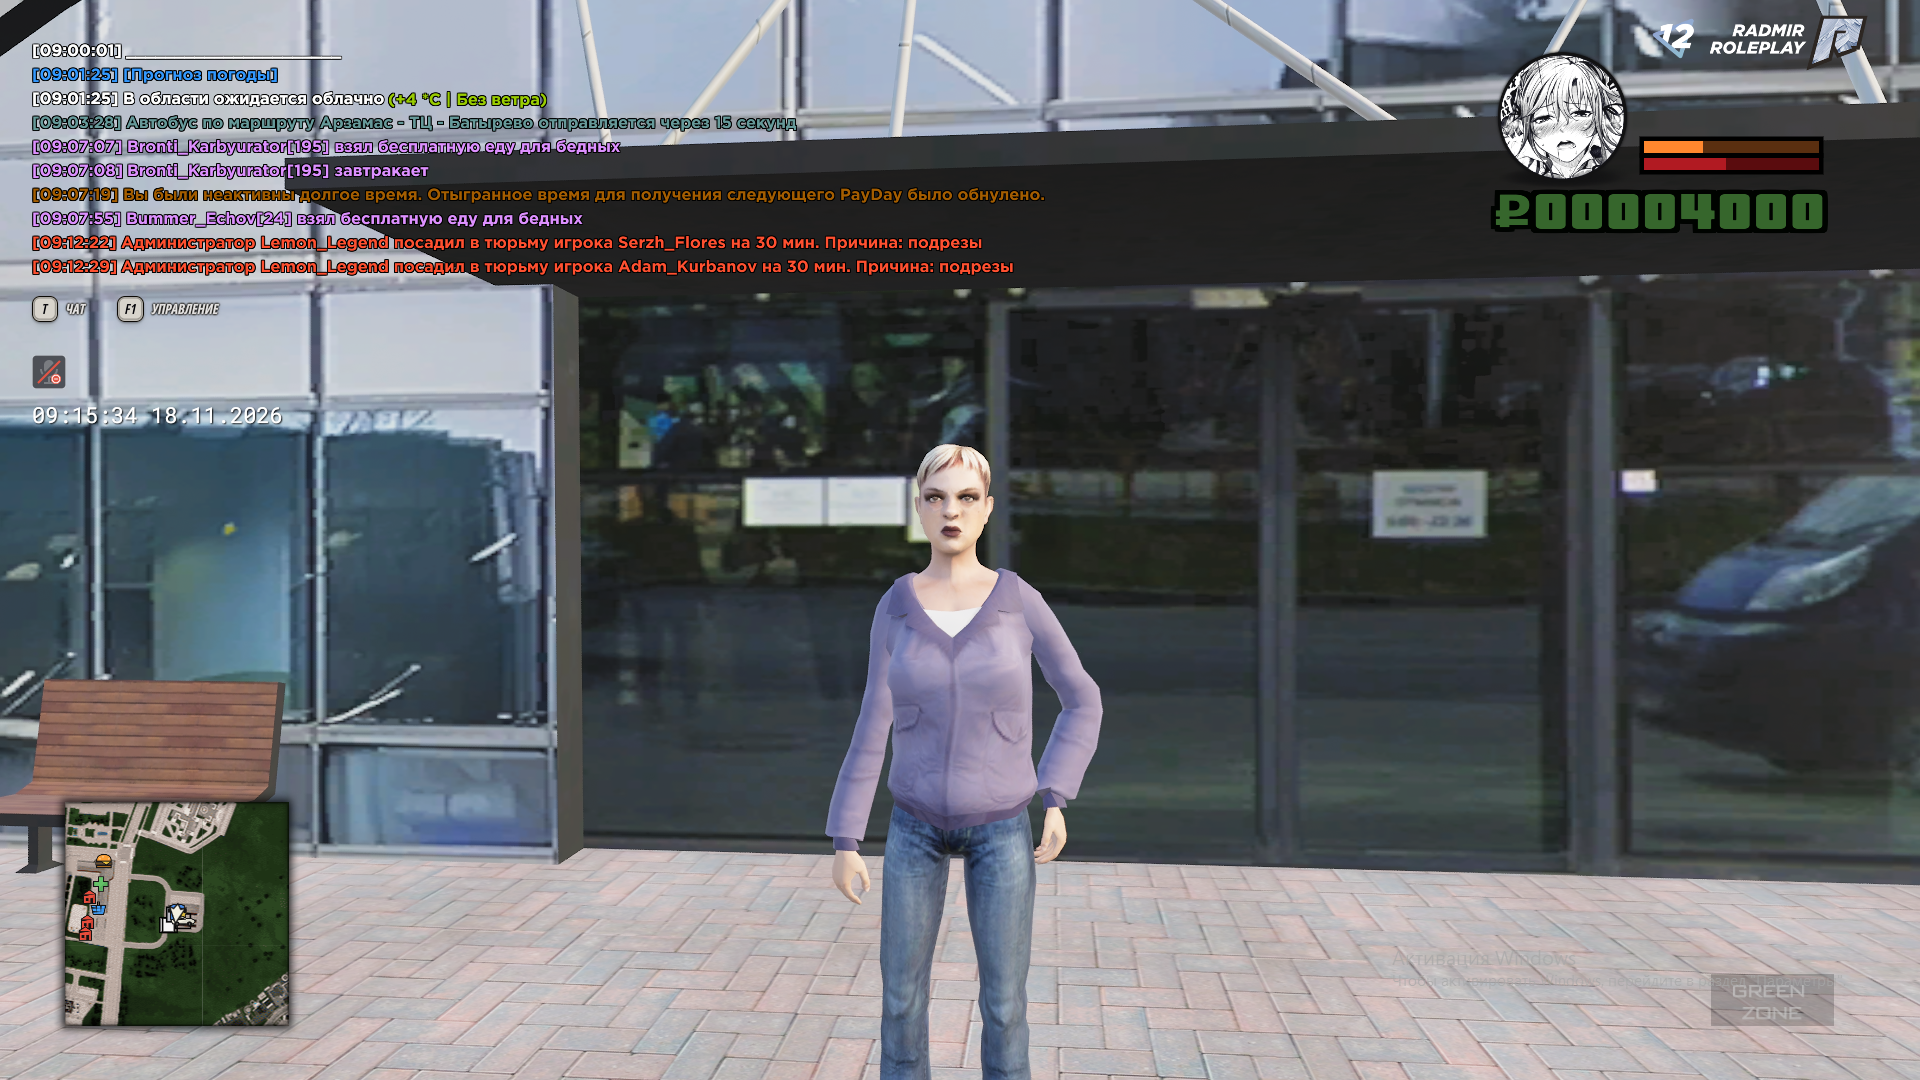 [09:00:01] ____________________
[09:01:25] [Прогноз погоды]
[09:01:25] В области ожидается облачно (+4 °C | Без ветра)
[09:03:28] Автобус по маршруту Арзамас - ТЦ - Батырево отправляется через 15 секунд
[09:07:07] Bronti_Karbyurator[195] взял бесплатную еду для бедных
[09:07:08] Bronti_Karbyurator[195] завтракает
[09:07:19] Вы были неактивны долгое время. Отыгранное время для получения следующего PayDay было обнулено.
[09:07:55] Bummer_Echov[24] взял бесплатную еду для бедных
[09:12:22] Администратор Lemon_Legend посадил в тюрьму игрока Serzh_Flores на 30 мин. Причина: подрезы
[09:12:29] Администратор Lemon_Legend посадил в тюрьму игрока Adam_Kurbanov на 30 мин. Причина: подрезы
T ЧАТ F1 УПРАВЛЕНИЕ
09:15:34 18.11.2026
12 RADMIR
ROLEPLAY
₽00004000
Активация Windows
GREEN
ZONE